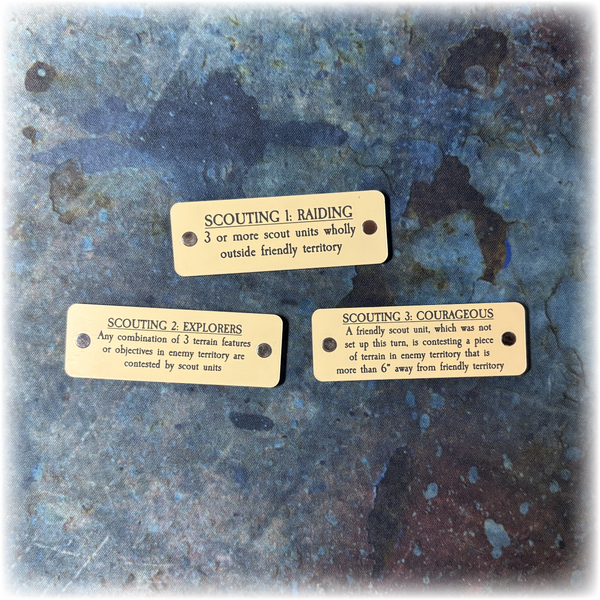 SCOUTING 1: RAIDING
3 or more scout units wholly
outside friendly territory
SCOUTING 2: EXPLORERS
Any combination of 3 terrain features
or objectives in enemy territory are
contested by scout units
SCOUTING 3: COURAGEOUS
A friendly scout unit, which was not
set up this turn, is contesting a piece
of terrain in enemy territory that is
more than 6" away from friendly territory